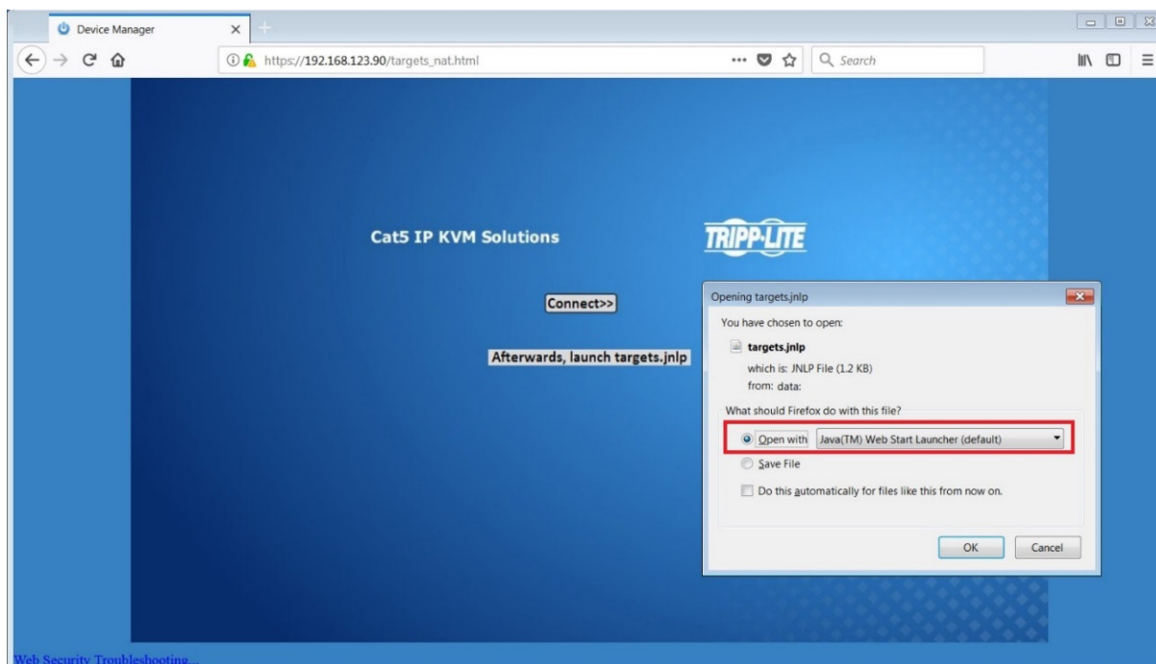 Device Manager
https://192.168.123.90/targets_nat.html
Search
Cat5 IP KVM Solutions
TRIPP·LITE
Connect>>
Afterwards, launch targets.jnlp
Opening targets.jnlp
You have chosen to open:
targets.jnlp
which is: JNLP File (1.2 KB)
from: data:
What should Firefox do with this file?
Open with Java(TM) Web Start Launcher (default)
Save File
Do this automatically for files like this from now on.
OK Cancel
Web Security Troubleshooting...